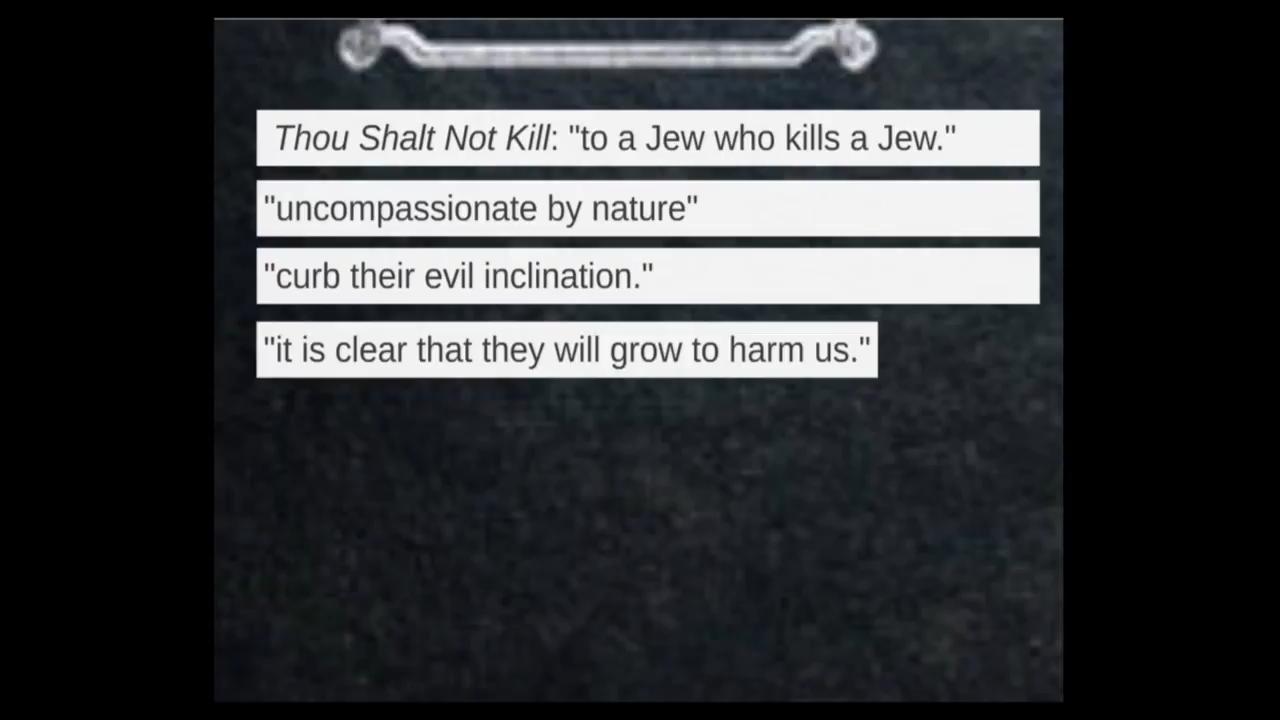 Thou Shalt Not Kill: "to a Jew who kills a Jew."
"uncompassionate by nature"
"curb their evil inclination."
"it is clear that they will grow to harm us."